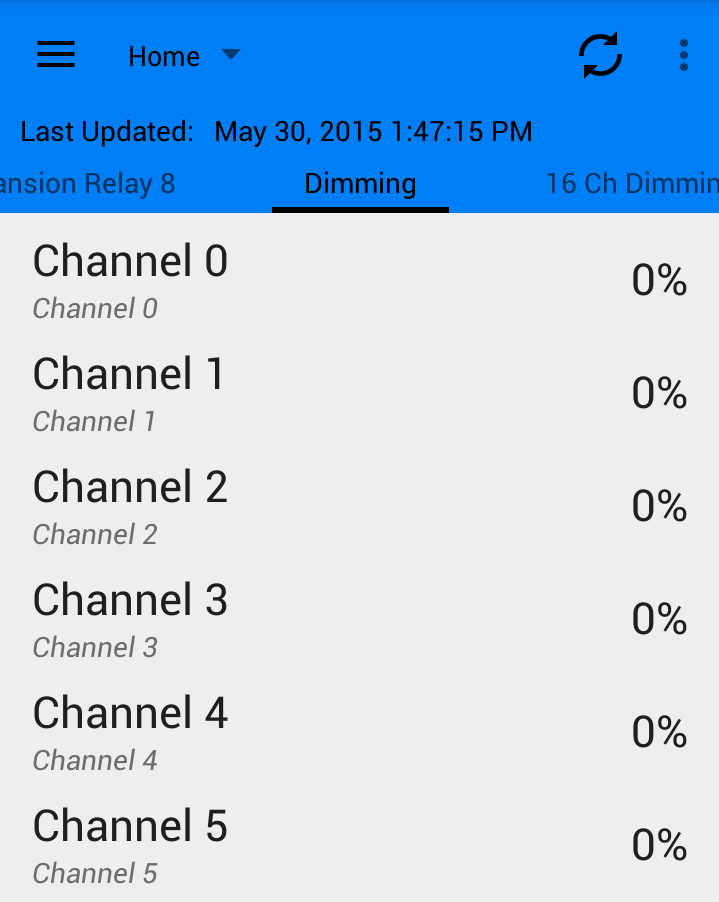 Home
Last Updated: May 30, 2015 1:47:15 PM
ansion Relay 8 Dimming 16 Ch Dimmin
Channel 0
0%
Channel 0
Channel 1
0%
Channel 1
Channel 2
0%
Channel 2
Channel 3
0%
Channel 3
Channel 4
0%
Channel 4
Channel 5
0%
Channel 5